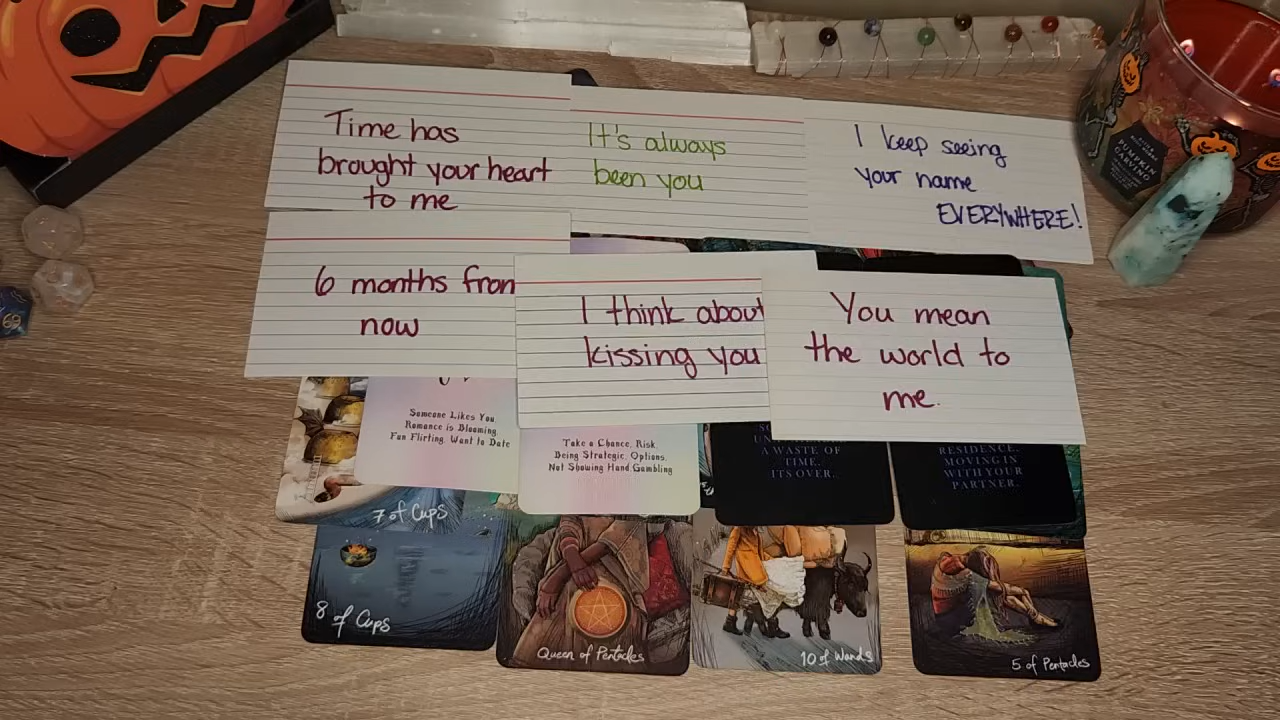 Time has
brought your heart
to me
It's always
been you
I keep seeing
your name
EVERYWHERE!
6 months from
now
I think about
kissing you
You mean
the world to
me.
Someone Likes You.
Romance is Blooming.
Fun Flirting. Want to Date
Take a Chance. Risk.
Being Strategic. Options.
Not Showing Hand. Gambling
A WASTE OF
TIME.
ITS OVER.
RESIDENCE.
MOVING IN
WITH YOUR
PARTNER.
7 of Cups
8 of Cups
Queen of Pentacles
10 of Wands
5 of Pentacles
PUMPKIN
CARVING